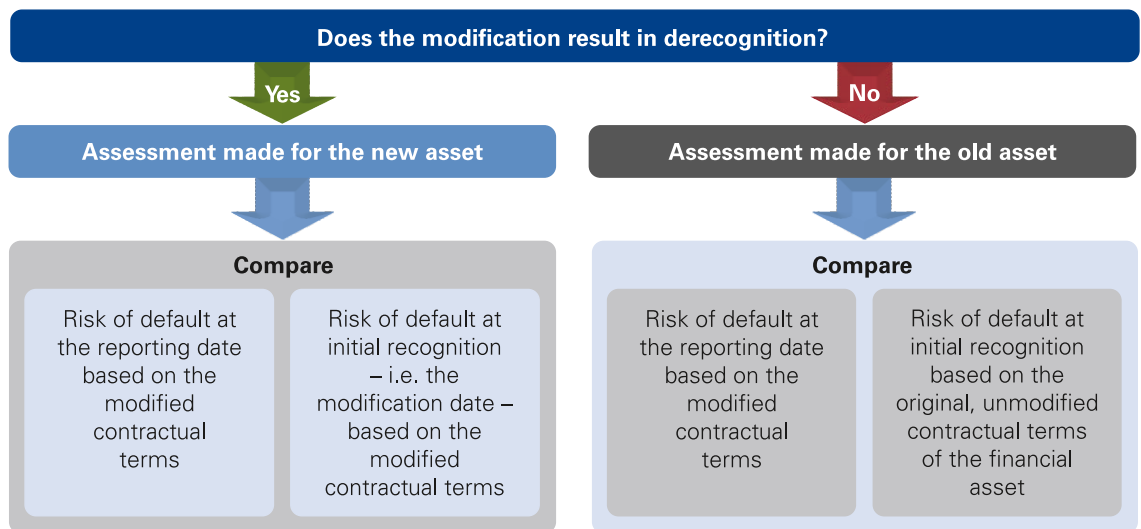 Does the modification result in derecognition?
Yes
No
Assessment made for the new asset
Assessment made for the old asset
Compare
Risk of default at
the reporting date
based on the
modified
contractual
terms
Risk of default at
initial recognition
– i.e. the
modification date –
based on the
modified
contractual terms
Compare
Risk of default at
the reporting date
based on the
modified
contractual
terms
Risk of default at
initial recognition
based on the
original, unmodified
contractual terms
of the financial
asset